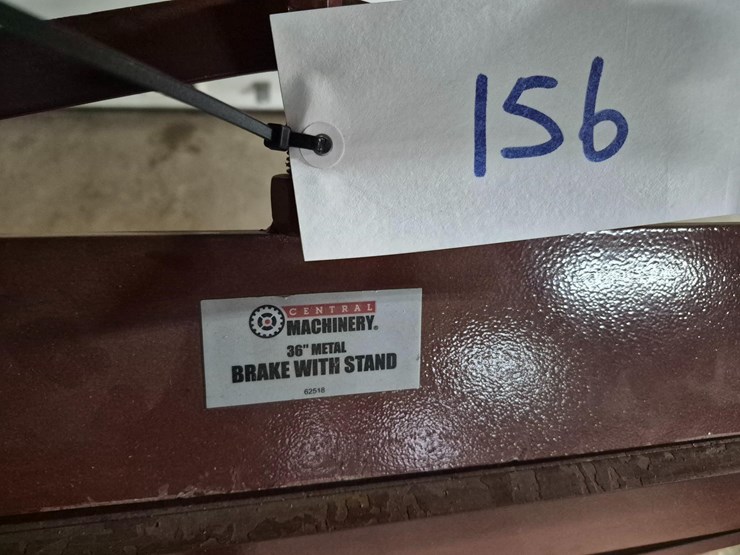 156
CENTRAL
MACHINERY®
36" METAL
BRAKE WITH STAND
62518